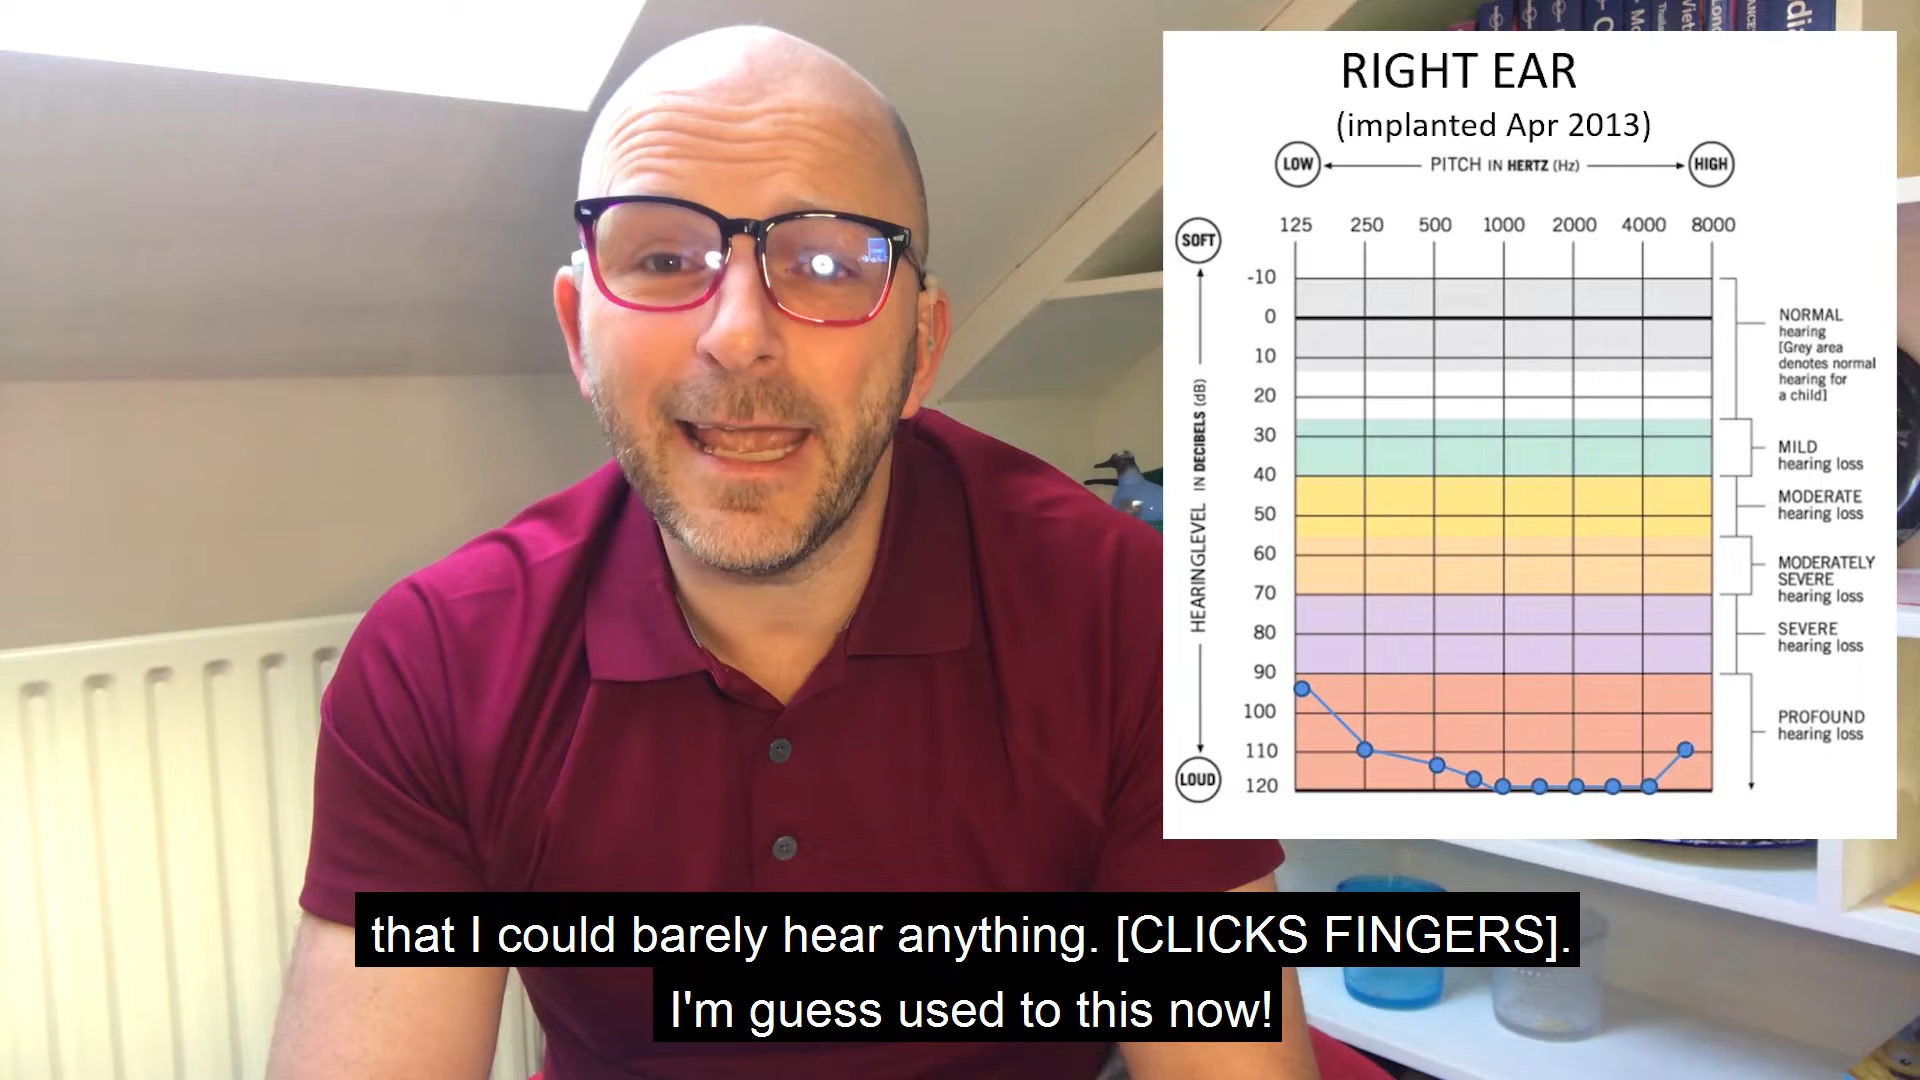 RIGHT EAR
(implanted Apr 2013)
LOW PITCH IN HERTZ (Hz) HIGH
125 250 500 1000 2000 4000 8000
SOFT
HEARINGLEVEL IN DECIBELS (dB)
LOUD
-10
0
10
20
30
40
50
60
70
80
90
100
110
120
NORMAL
hearing
[Grey area
denotes normal
hearing for
a child]
MILD
hearing loss
MODERATE
hearing loss
MODERATELY
SEVERE
hearing loss
SEVERE
hearing loss
PROFOUND
hearing loss
that I could barely hear anything. [CLICKS FINGERS].
I'm guess used to this now!